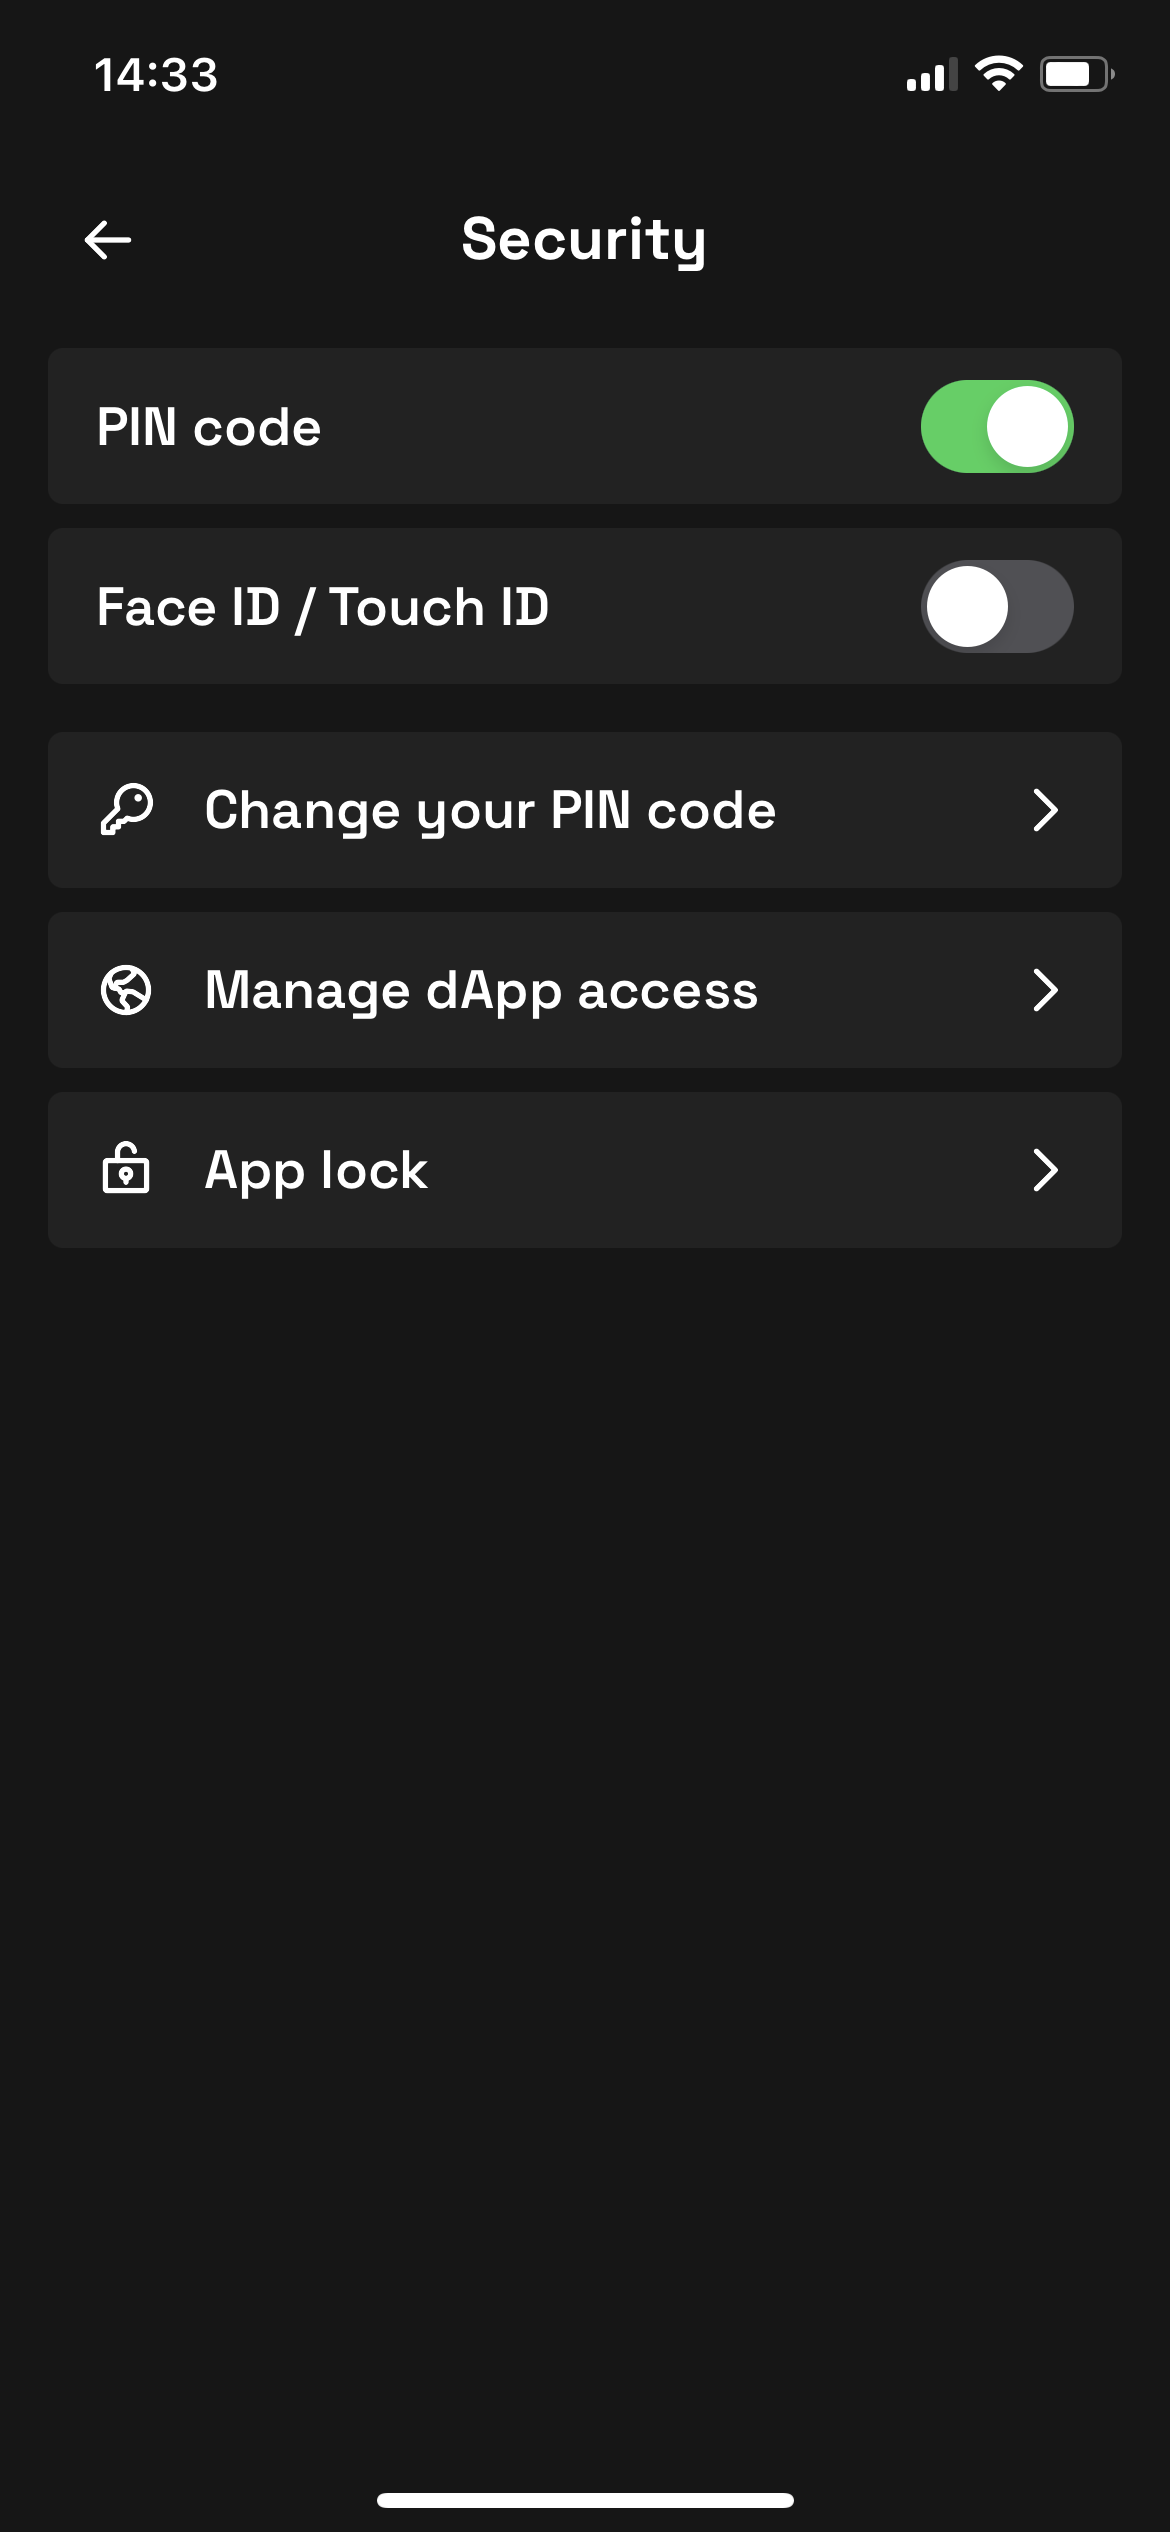 14:33
Security
PIN code
Face ID / Touch ID
Change your PIN code
Manage dApp access
App lock